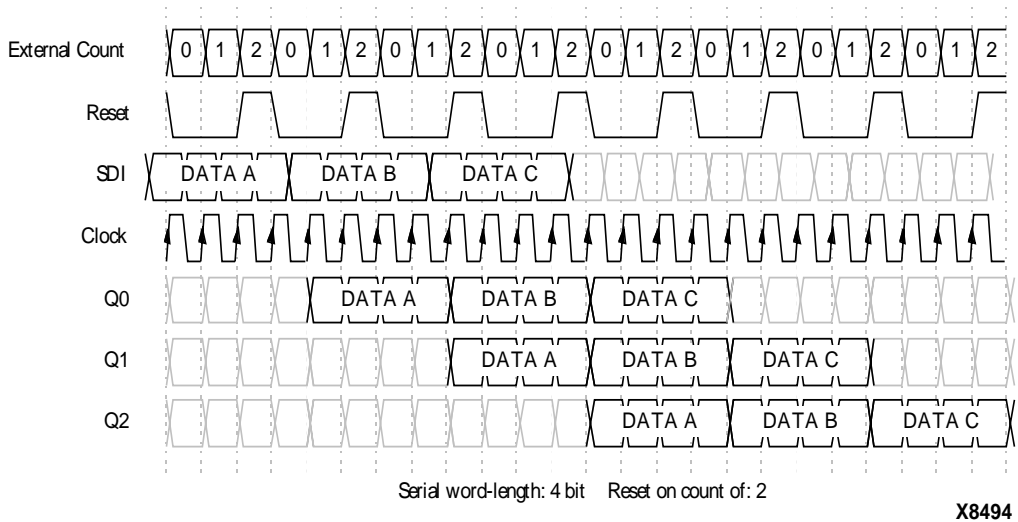 External Count 0 1 2 0 1 2 0 1 2 0 1 2 0 1 2 0 1 2 0 1 2 0 1 2
Reset
SDI DATA A DATA B DATA C
Clock
Q0 DATA A DATA B DATA C
Q1 DATA A DATA B DATA C
Q2 DATA A DATA B DATA C
Serial word-length: 4 bit Reset on count of: 2
X8494